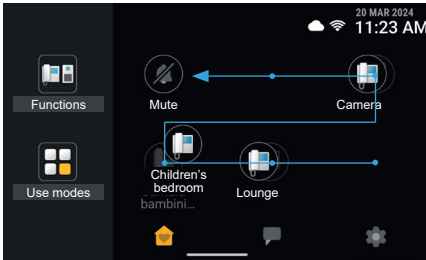 20 MAR 2024
11:23 AM
Functions
Mute
Camera
Use modes
Children's
bedroom
Lounge
bambini...